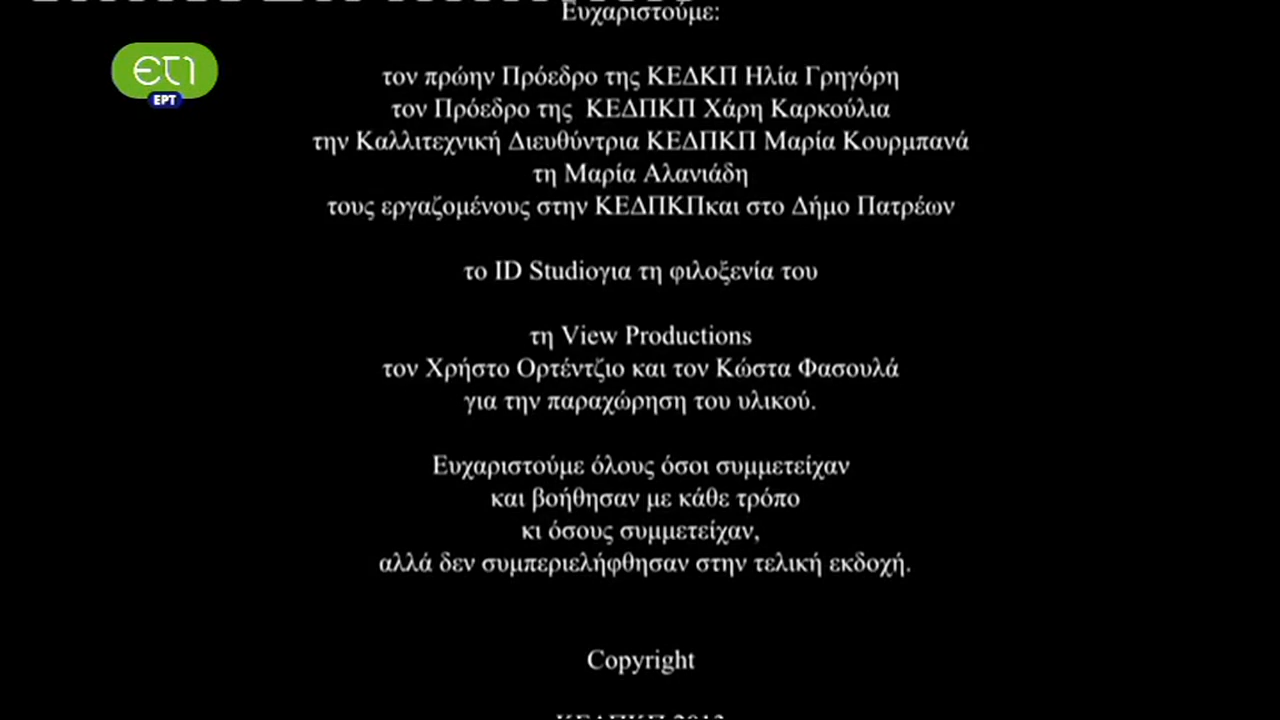 Ευχαριστούμε:
ετ1
ΕΡΤ
τον πρώην Πρόεδρο της ΚΕΔΚΠ Ηλία Γρηγόρη
τον Πρόεδρο της ΚΕΔΠΚΠ Χάρη Καρκούλια
την Καλλιτεχνική Διευθύντρια ΚΕΔΠΚΠ Μαρία Κουρμπανά
τη Μαρία Αλανιάδη
τους εργαζομένους στην ΚΕΔΠΚΠκαι στο Δήμο Πατρέων
το ID Studioγια τη φιλοξενία του
τη View Productions
τον Χρήστο Ορτέντζιο και τον Κώστα Φασουλά
για την παραχώρηση του υλικού.
Ευχαριστούμε όλους όσοι συμμετείχαν
και βοήθησαν με κάθε τρόπο
κι όσους συμμετείχαν,
αλλά δεν συμπεριελήφθησαν στην τελική εκδοχή.
Copyright